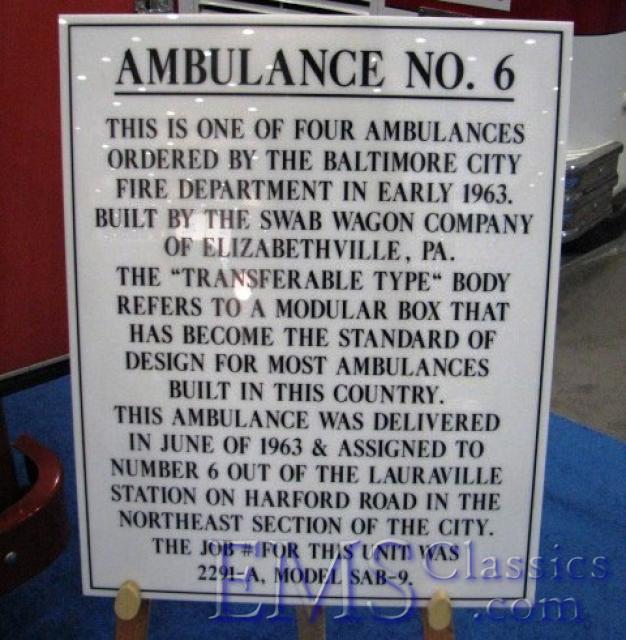 AMBULANCE NO. 6
THIS IS ONE OF FOUR AMBULANCES
ORDERED BY THE BALTIMORE CITY
FIRE DEPARTMENT IN EARLY 1963.
BUILT BY THE SWAB WAGON COMPANY
OF ELIZABETHVILLE, PA.
THE "TRANSFERABLE TYPE" BODY
REFERS TO A MODULAR BOX THAT
HAS BECOME THE STANDARD OF
DESIGN FOR MOST AMBULANCES
BUILT IN THIS COUNTRY.
THIS AMBULANCE WAS DELIVERED
IN JUNE OF 1963 & ASSIGNED TO
NUMBER 6 OUT OF THE LAURAVILLE
STATION ON HARFORD ROAD IN THE
NORTHEAST SECTION OF THE CITY.
THE JOB # FOR THIS UNIT WAS
2291-A, MODEL SAB-9.
EMS Classics
.com